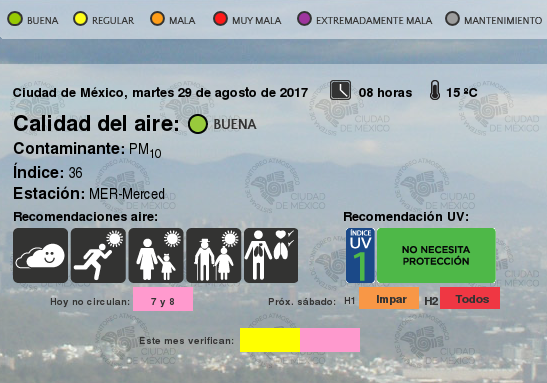 BUENA REGULAR MALA MUY MALA EXTREMADAMENTE MALA MANTENIMIENTO
Ciudad de México, martes 29 de agosto de 2017 08 horas 15 ºC
Calidad del aire: BUENA
Contaminante: PM10
Índice: 36
Estación: MER-Merced
Recomendaciones aire: Recomendación UV:
ÍNDICE
UV
1
NO NECESITA
PROTECCIÓN
Hoy no circulan: 7 y 8 Próx. sábado: H1 Impar H2 Todos
Este mes verifican:
CIUDAD
DE MÉXICO